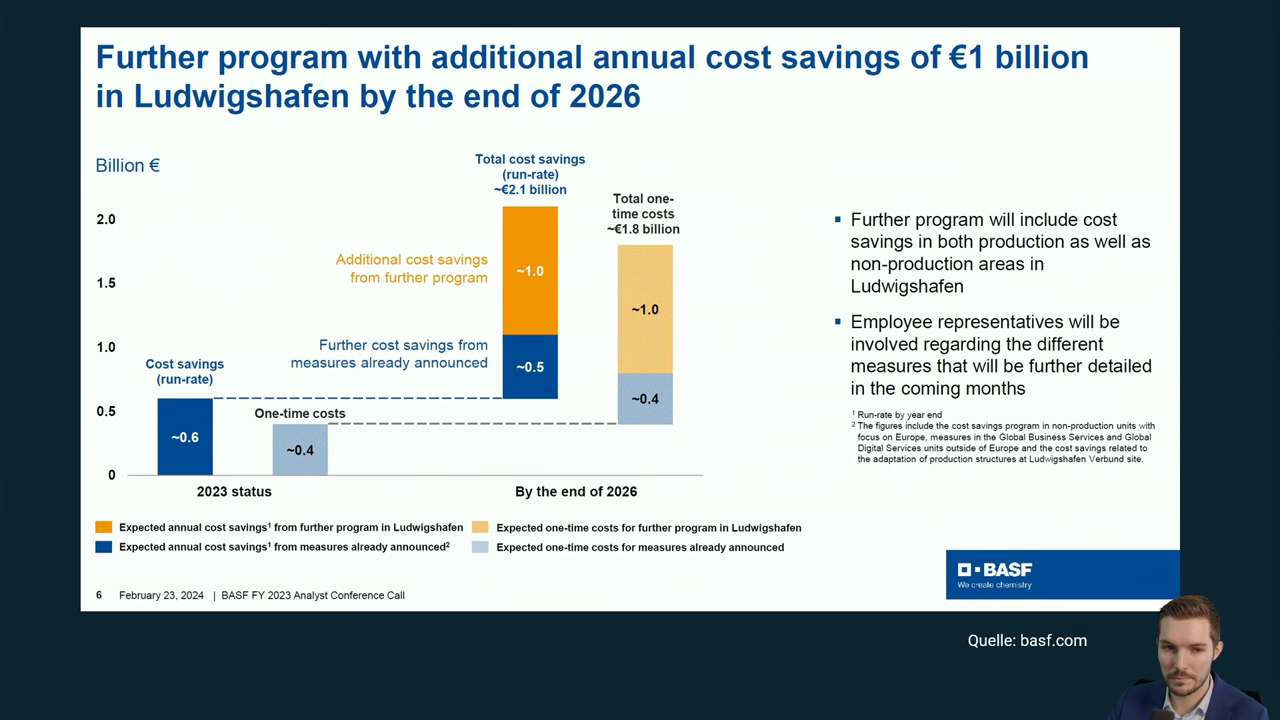 Further program with additional annual cost savings of €1 billion
in Ludwigshafen by the end of 2026
Billion €
2.0
1.5
1.0
0.5
0
Cost savings
(run-rate)
~0.6
One-time costs
~0.4
2023 status
Additional cost savings
from further program
Further cost savings from
measures already announced
Total cost savings
(run-rate)
~€2.1 billion
~1.0
~0.5
Total one-
time costs
~€1.8 billion
~1.0
~0.4
By the end of 2026
▪ Further program will include cost
savings in both production as well as
non-production areas in
Ludwigshafen
▪ Employee representatives will be
involved regarding the different
measures that will be further detailed
in the coming months
¹ Run-rate by year end
² The figures include the cost savings program in non-production units with
focus on Europe, measures in the Global Business Services and Global
Digital Services units outside of Europe and the cost savings related to
the adaptation of production structures at Ludwigshafen Verbund site.
Expected annual cost savings¹ from further program in Ludwigshafen
Expected annual cost savings¹ from measures already announced²
Expected one-time costs for further program in Ludwigshafen
Expected one-time costs for measures already announced
BASF
We create chemistry
6 February 23, 2024 | BASF FY 2023 Analyst Conference Call
Quelle: basf.com